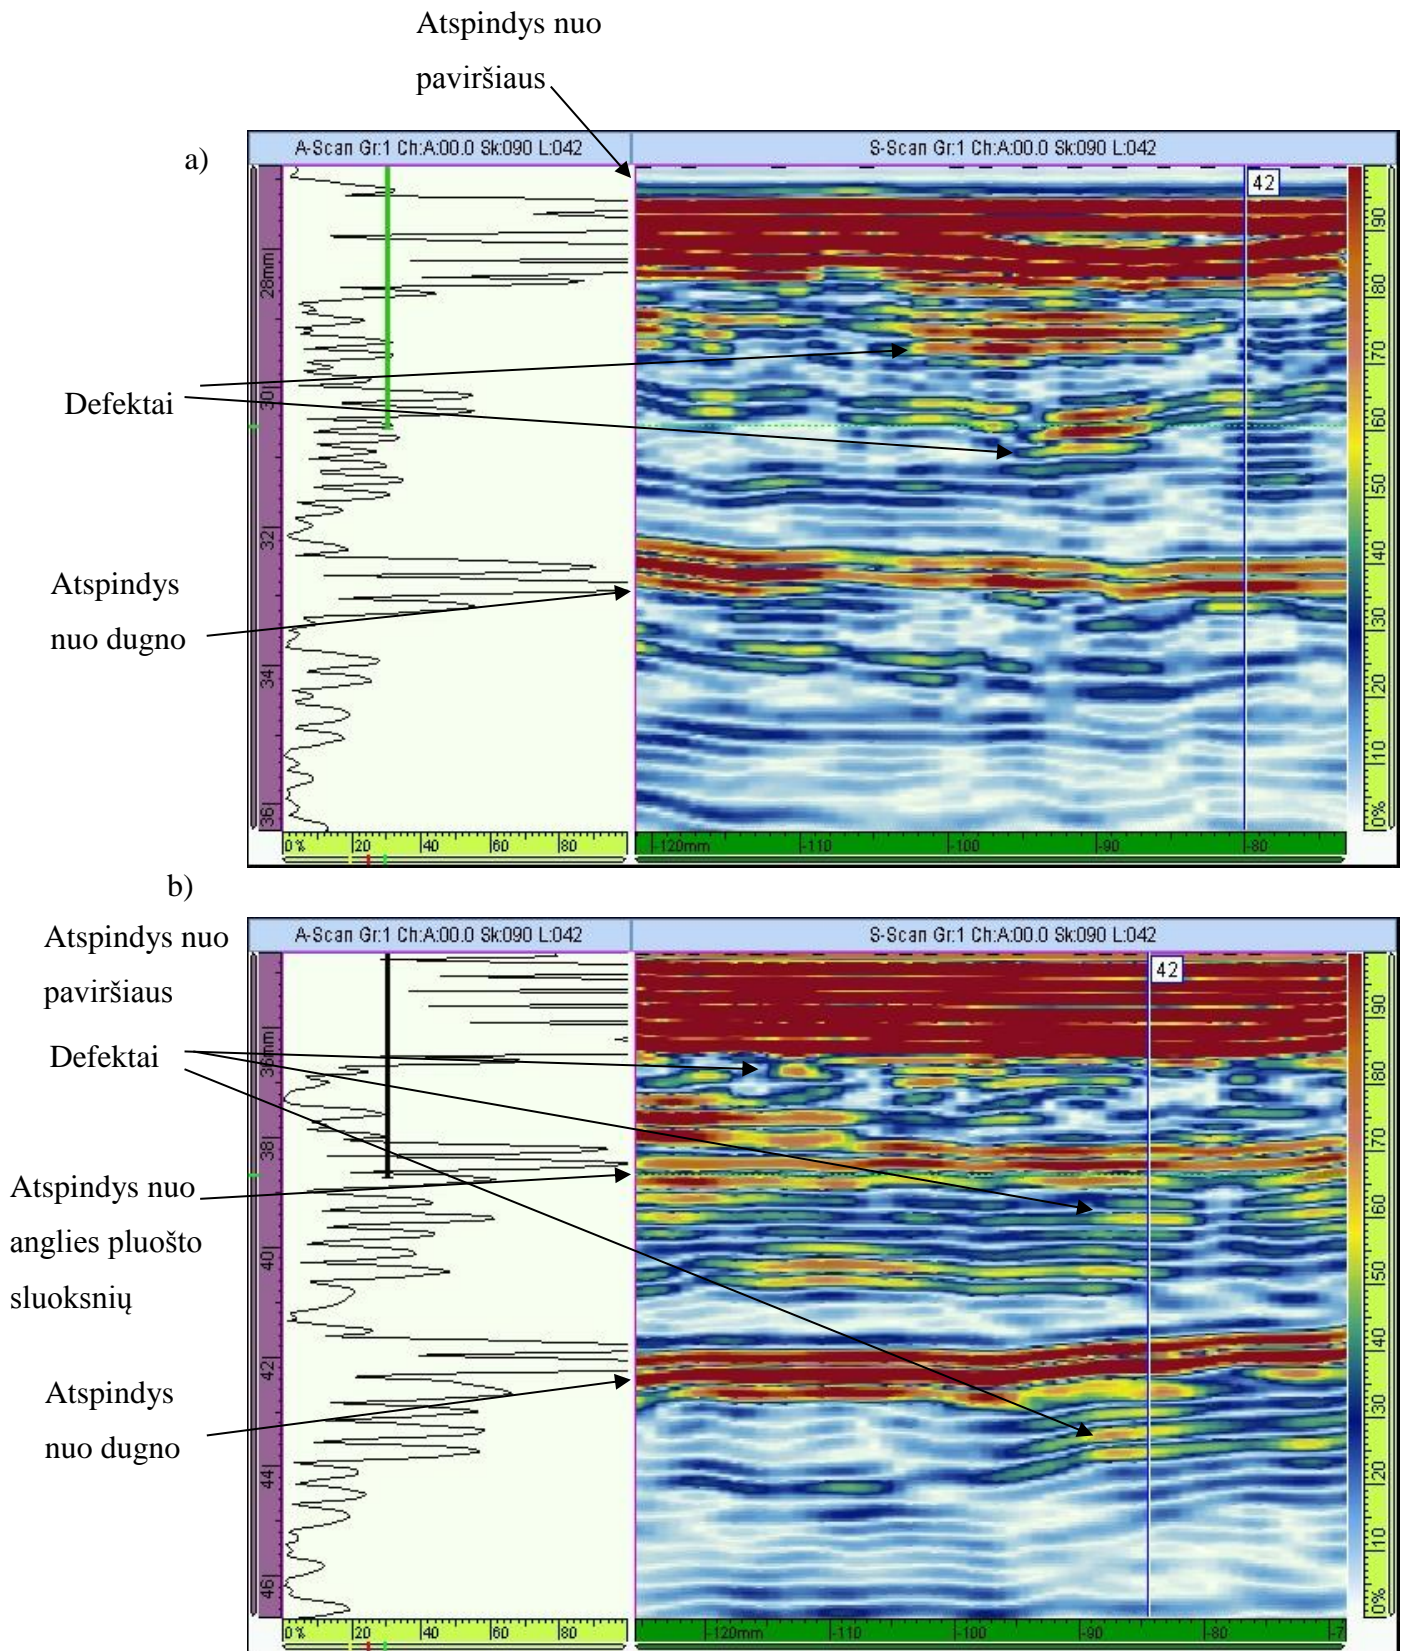 Atspindys nuo
paviršiaus
a)
A-Scan Gr:1 Ch:A:00.0 Sk:090 L:042
S-Scan Gr:1 Ch:A:00.0 Sk:090 L:042
42
28mm
30
32
34
36
Defektai
Atspindys
nuo dugno
0% 20 40 60 80
-120mm -110 -100 -90 -80
90
80
70
60
50
40
30
20
10
0%
b)
A-Scan Gr:1 Ch:A:00.0 Sk:090 L:042
S-Scan Gr:1 Ch:A:00.0 Sk:090 L:042
42
Atspindys nuo
paviršiaus
Defektai
Atspindys nuo
anglies pluošto
sluoksnių
Atspindys
nuo dugno
36mm
38
40
42
44
46
0% 20 40 60 80
-120mm -110 -100 -90 -80 -7
90
80
70
60
50
40
30
20
10
0%